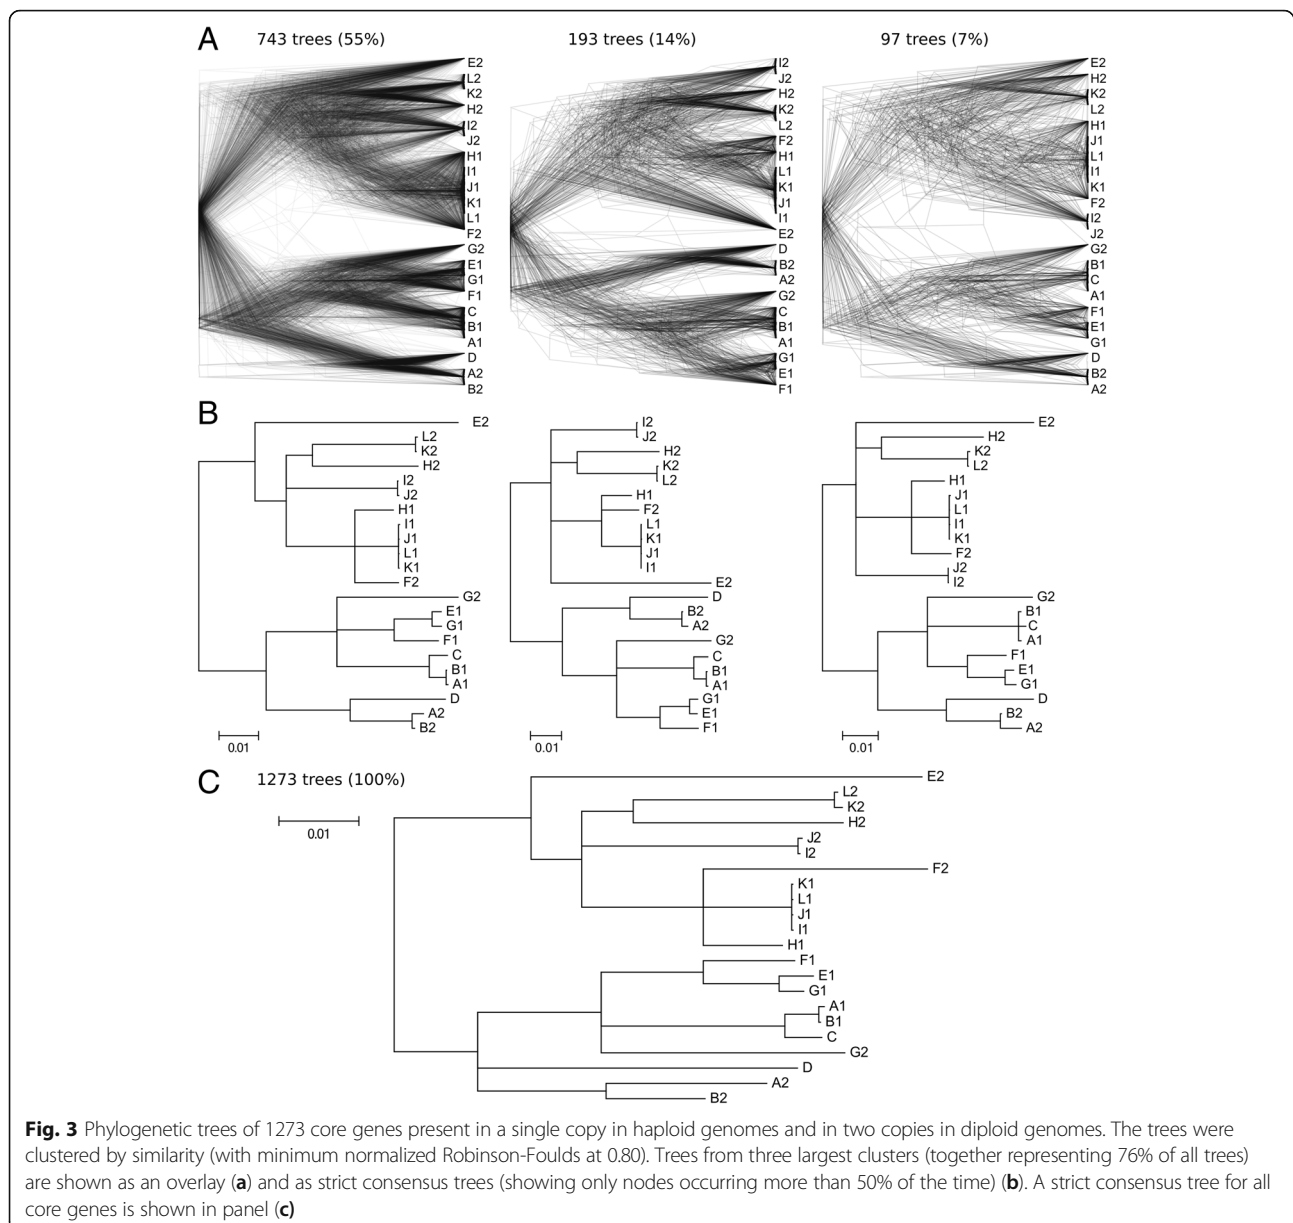 A
743 trees (55%)
193 trees (14%)
97 trees (7%)
E2
L2
K2
H2
I2
J2
H1
I1
J1
K1
L1
F2
G2
E1
G1
F1
C
B1
A1
D
A2
B2
I2
J2
H2
K2
L2
F2
H1
L1
K1
J1
I1
E2
D
B2
A2
G2
C
B1
A1
G1
E1
F1
E2
H2
K2
L2
H1
J1
L1
I1
K1
F2
I2
J2
G2
B1
C
A1
F1
E1
G1
D
B2
A2
B
E2
L2
K2
H2
I2
J2
H1
I1
J1
L1
K1
F2
G2
E1
G1
F1
C
B1
A1
D
A2
B2
0.01
I2
J2
H2
K2
L2
H1
F2
L1
K1
J1
I1
E2
D
B2
A2
G2
C
B1
A1
G1
E1
F1
0.01
E2
H2
K2
L2
H1
J1
L1
I1
K1
F2
J2
I2
G2
B1
C
A1
F1
E1
G1
D
B2
A2
0.01
C
1273 trees (100%)
0.01
E2
L2
K2
H2
J2
I2
F2
K1
L1
J1
I1
H1
F1
E1
G1
A1
B1
C
G2
D
A2
B2
Fig. 3 Phylogenetic trees of 1273 core genes present in a single copy in haploid genomes and in two copies in diploid genomes. The trees were
clustered by similarity (with minimum normalized Robinson-Foulds at 0.80). Trees from three largest clusters (together representing 76% of all trees)
are shown as an overlay (a) and as strict consensus trees (showing only nodes occurring more than 50% of the time) (b). A strict consensus tree for all
core genes is shown in panel (c)